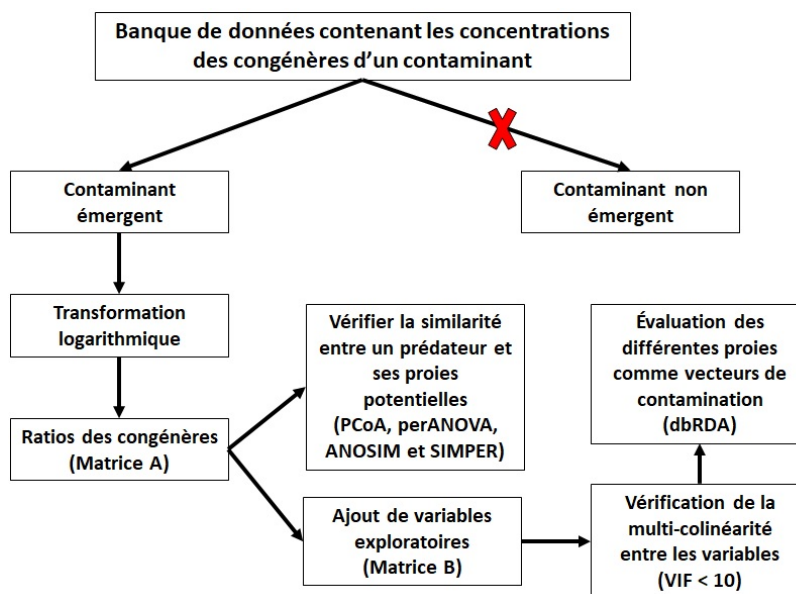 Banque de données contenant les concentrations
des congénères d’un contaminant
Contaminant
émergent
Contaminant non
émergent
Transformation
logarithmique
Ratios des congénères
(Matrice A)
Vérifier la similarité
entre un prédateur et
ses proies
potentielles
(PCoA, perANOVA,
ANOSIM et SIMPER)
Ajout de variables
exploratoires
(Matrice B)
Évaluation des
différentes proies
comme vecteurs de
contamination
(dbRDA)
Vérification de la
multi-colinéarité
entre les variables
(VIF < 10)